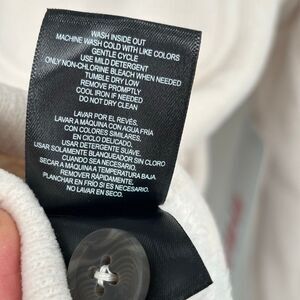 WASH INSIDE OUT
MACHINE WASH COLD WITH LIKE COLORS
GENTLE CYCLE
USE MILD DETERGENT
ONLY NON-CHLORINE BLEACH WHEN NEEDED
TUMBLE DRY LOW
REMOVE PROMPTLY
COOL IRON IF NEEDED
DO NOT DRY CLEAN
LAVAR POR EL REVÉS,
LAVAR A MÁQUINA CON AGUA FRÍA
CON COLORES SIMILARES,
EN CICLO DELICADO.
USAR DETERGENTE SUAVE.
USAR SOLAMENTE BLANQUEADOR SIN CLORO
CUANDO SEA NECESARIO.
SECAR A MÁQUINA A TEMPERATURA BAJA
REMOVER RÁPIDAMENTE,
PLANCHAR EN FRÍO SI ES NECESARIO.
NO LAVAR EN SECO.